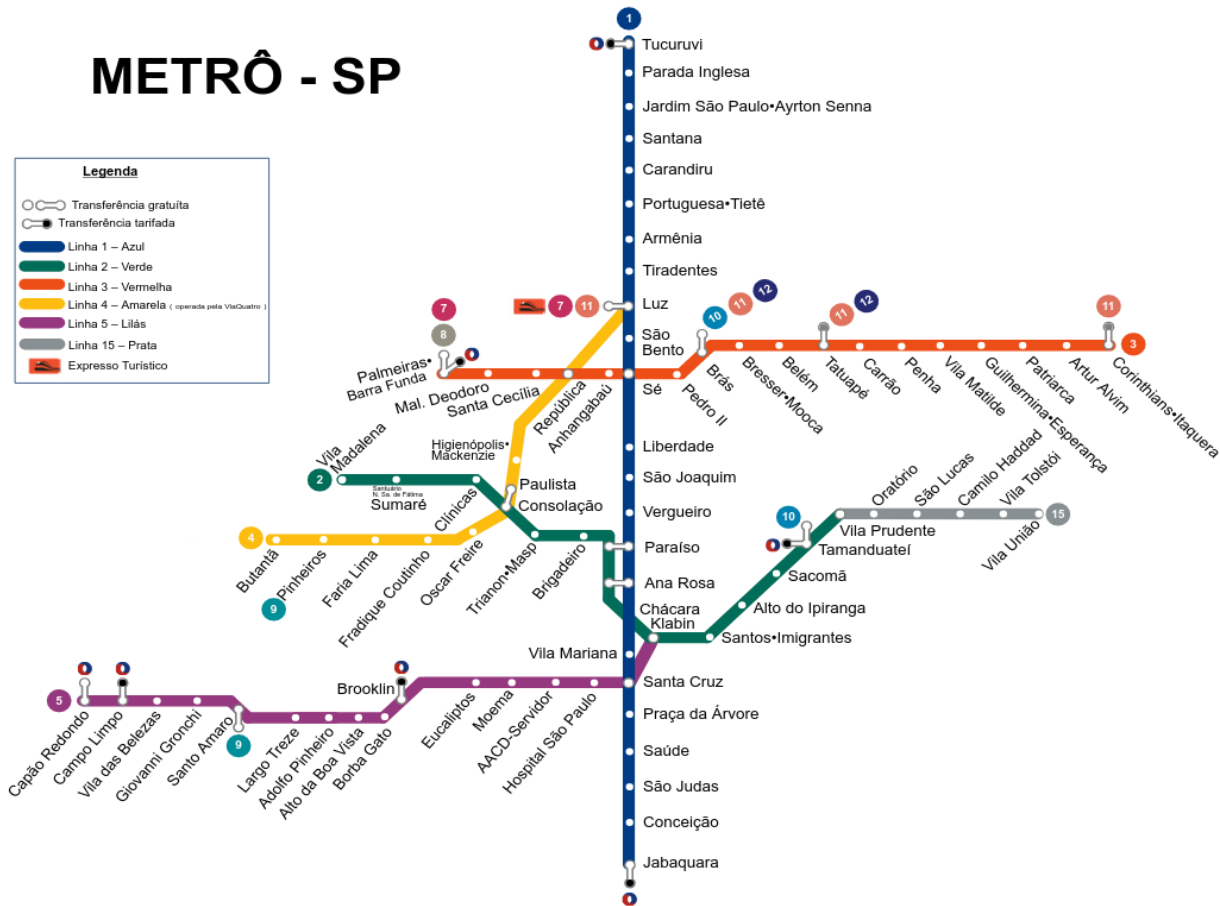 METRÔ - SP
Legenda
Transferência gratuíta
Transferência tarifada
Linha 1 – Azul
Linha 2 – Verde
Linha 3 – Vermelha
Linha 4 – Amarela ( operada pela ViaQuatro )
Linha 5 – Lilás
Linha 15 – Prata
Expresso Turístico
1
Tucuruvi
Parada Inglesa
Jardim São Paulo•Ayrton Senna
Santana
Carandiru
Portuguesa•Tietê
Armênia
Tiradentes
7
11
Luz
São
Bento
7
8
Palmeiras•
Barra Funda
Mal. Deodoro
Santa Cecília
República
Anhangabaú
Sé
Pedro II
10
11
12
Brás
Bresser•Mooca
Belém
11
12
Tatuapé
Carrão
Penha
Vila Matilde
Guilhermina•Esperança
Patriarca
Artur Alvim
11
Corinthians•Itaquera
3
Higienópolis•
Mackenzie
Liberdade
São Joaquim
Vergueiro
Paraíso
Ana Rosa
2
Vila
Madalena
Santuário
N. Sa. de Fátima
Sumaré
Clínicas
Paulista
Consolação
Trianon•Masp
Brigadeiro
Chácara
Klabin
Santos•Imigrantes
Alto do Ipiranga
Sacomã
10
Tamanduateí
Vila Prudente
Oratório
São Lucas
Camilo Haddad
Vila Tolstói
Vila União
15
4
Butantã
Pinheiros
9
Faria Lima
Fradique Coutinho
Oscar Freire
Vila Mariana
Santa Cruz
Praça da Árvore
Saúde
São Judas
Conceição
Jabaquara
5
Capão Redondo
Campo Limpo
Vila das Belezas
Giovanni Gronchi
Santo Amaro
9
Largo Treze
Adolfo Pinheiro
Alto da Boa Vista
Borba Gato
Brooklin
Eucaliptos
Moema
AACD-Servidor
Hospital São Paulo